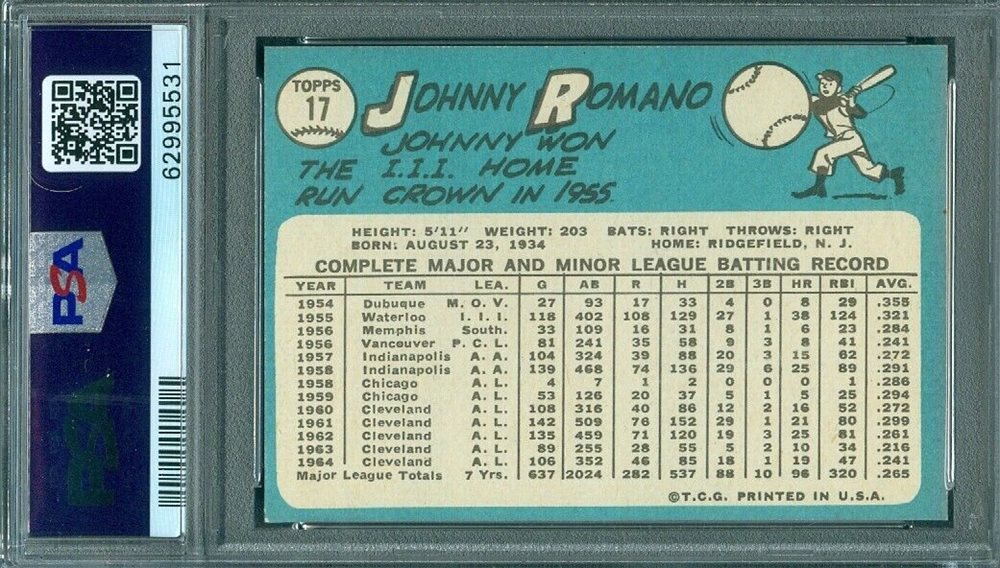 62995531
PSA
PSA
TOPPS
17
JOHNNY ROMANO
JOHNNY WON
THE I.I.I. HOME
RUN CROWN IN 1955
HEIGHT: 5'11" WEIGHT: 203 BATS: RIGHT THROWS: RIGHT
BORN: AUGUST 23, 1934 HOME: RIDGEFIELD, N. J.
COMPLETE MAJOR AND MINOR LEAGUE BATTING RECORD
YEAR TEAM LEA. G AB R H 2B 3B HR RBI AVG.
1954 Dubuque M. O. V. 27 93 17 33 4 0 8 29 .355
1955 Waterloo I. I. I. 118 402 108 129 27 1 38 124 .321
1956 Memphis South. 33 109 16 31 8 1 6 23 .284
1956 Vancouver P. C. L. 81 241 35 58 9 3 8 41 .241
1957 Indianapolis A. A. 104 324 39 88 20 3 15 62 .272
1958 Indianapolis A. A. 139 468 74 136 29 6 25 89 .291
1958 Chicago A. L. 4 7 1 2 0 0 0 1 .286
1959 Chicago A. L. 53 126 20 37 5 1 5 25 .294
1960 Cleveland A. L. 108 316 40 86 12 2 16 52 .272
1961 Cleveland A. L. 142 509 76 152 29 1 21 80 .299
1962 Cleveland A. L. 135 459 71 120 19 3 25 81 .261
1963 Cleveland A. L. 89 255 28 55 5 2 10 34 .216
1964 Cleveland A. L. 106 352 46 85 18 1 19 47 .241
Major League Totals 7 Yrs. 637 2024 282 537 88 10 96 320 .265
©T.C.G. PRINTED IN U.S.A.